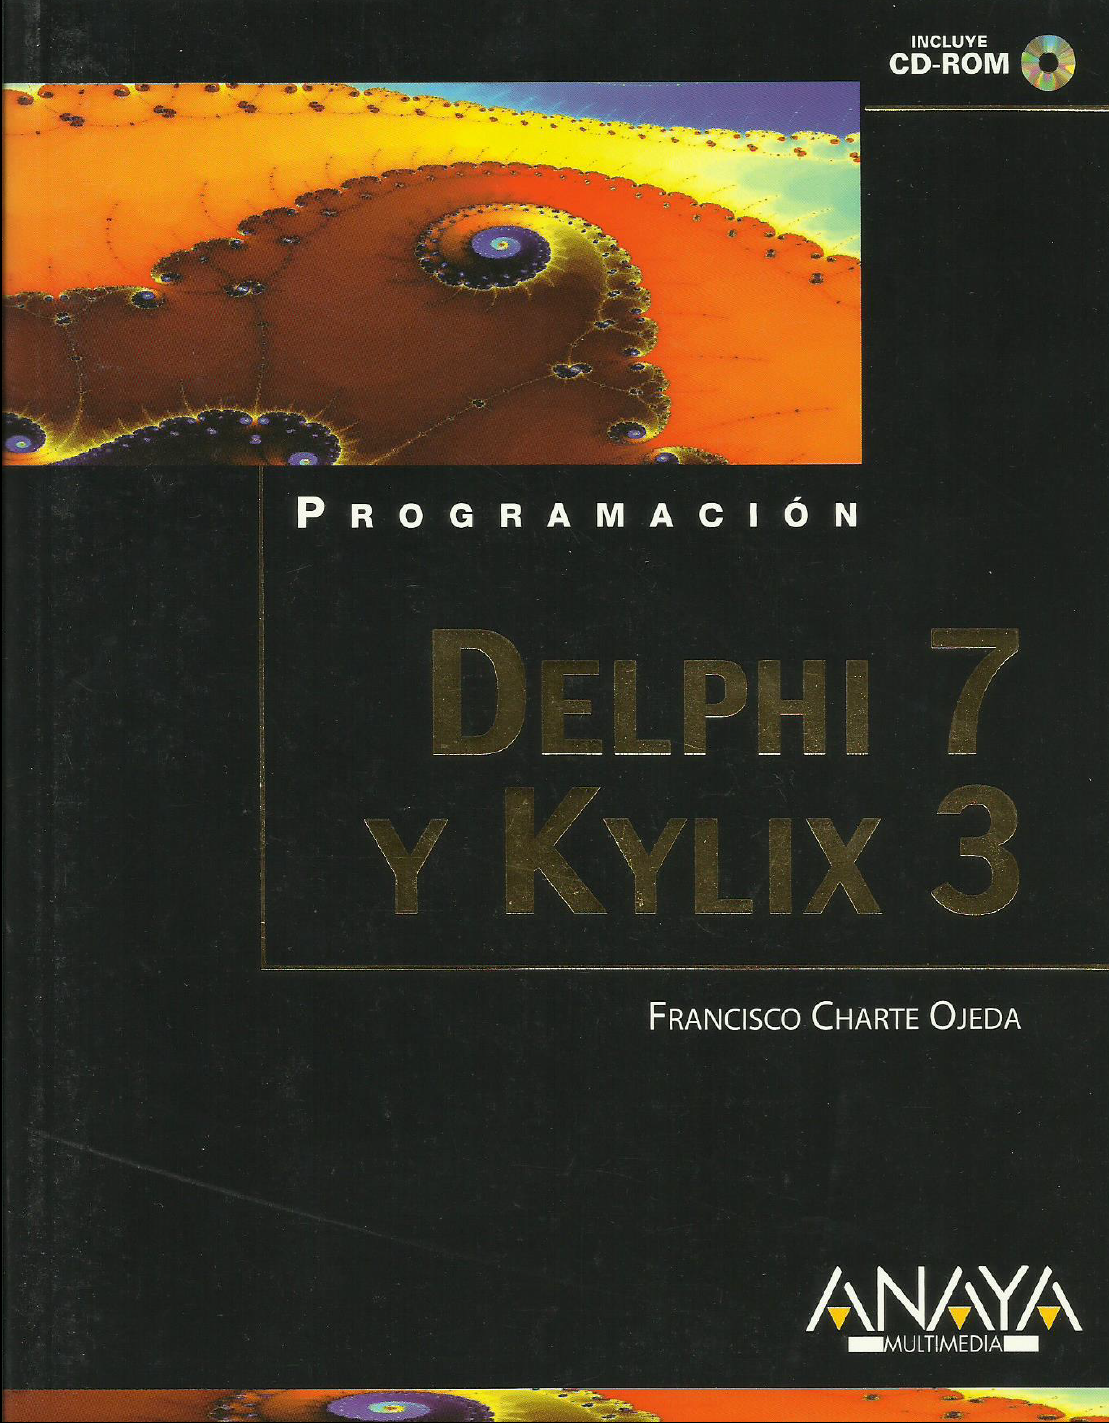 INCLUYE
CD-ROM
PROGRAMACIÓN
DELPHI 7
Y KYLIX 3
FRANCISCO CHARTE OJEDA
ANAYA
MULTIMEDIA